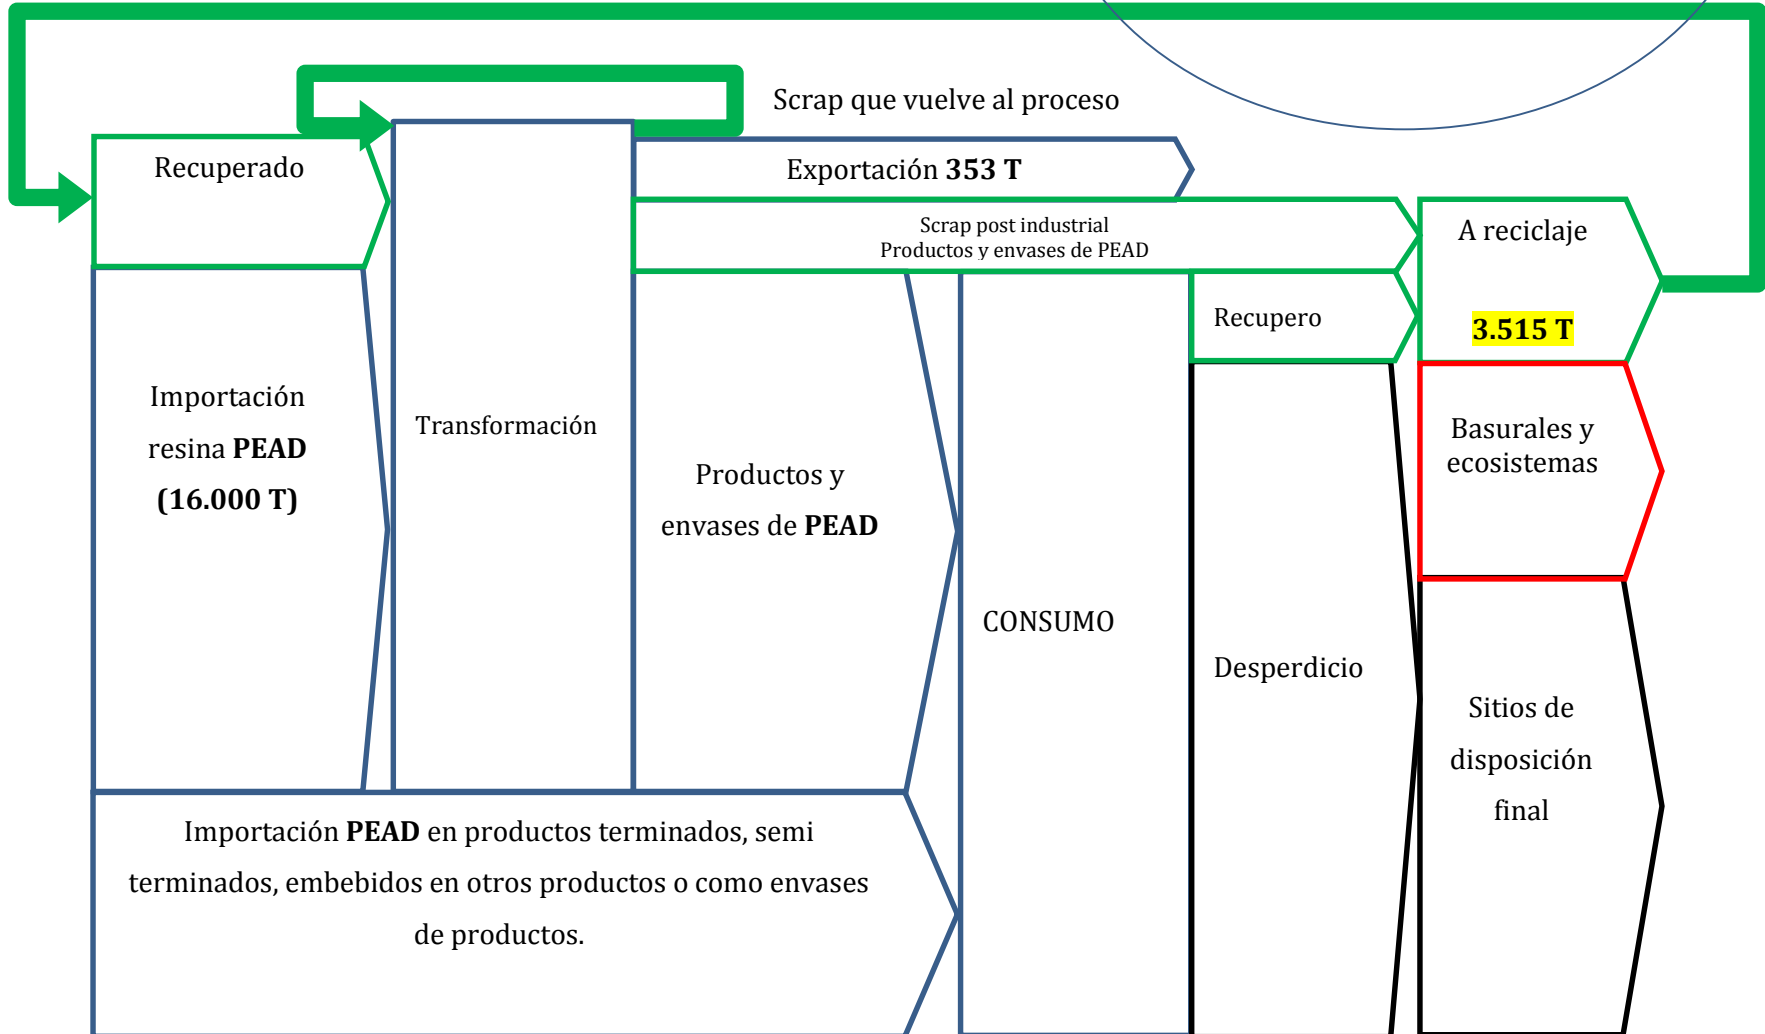 Scrap que vuelve al proceso
Recuperado
Exportación 353 T
Scrap post industrial
Productos y envases de PEAD
A reciclaje
3.515 T
Recupero
Importación
resina PEAD
(16.000 T)
Transformación
Productos y
envases de PEAD
CONSUMO
Desperdicio
Basurales y
ecosistemas
Sitios de
disposición
final
Importación PEAD en productos terminados, semi
terminados, embebidos en otros productos o como envases
de productos.